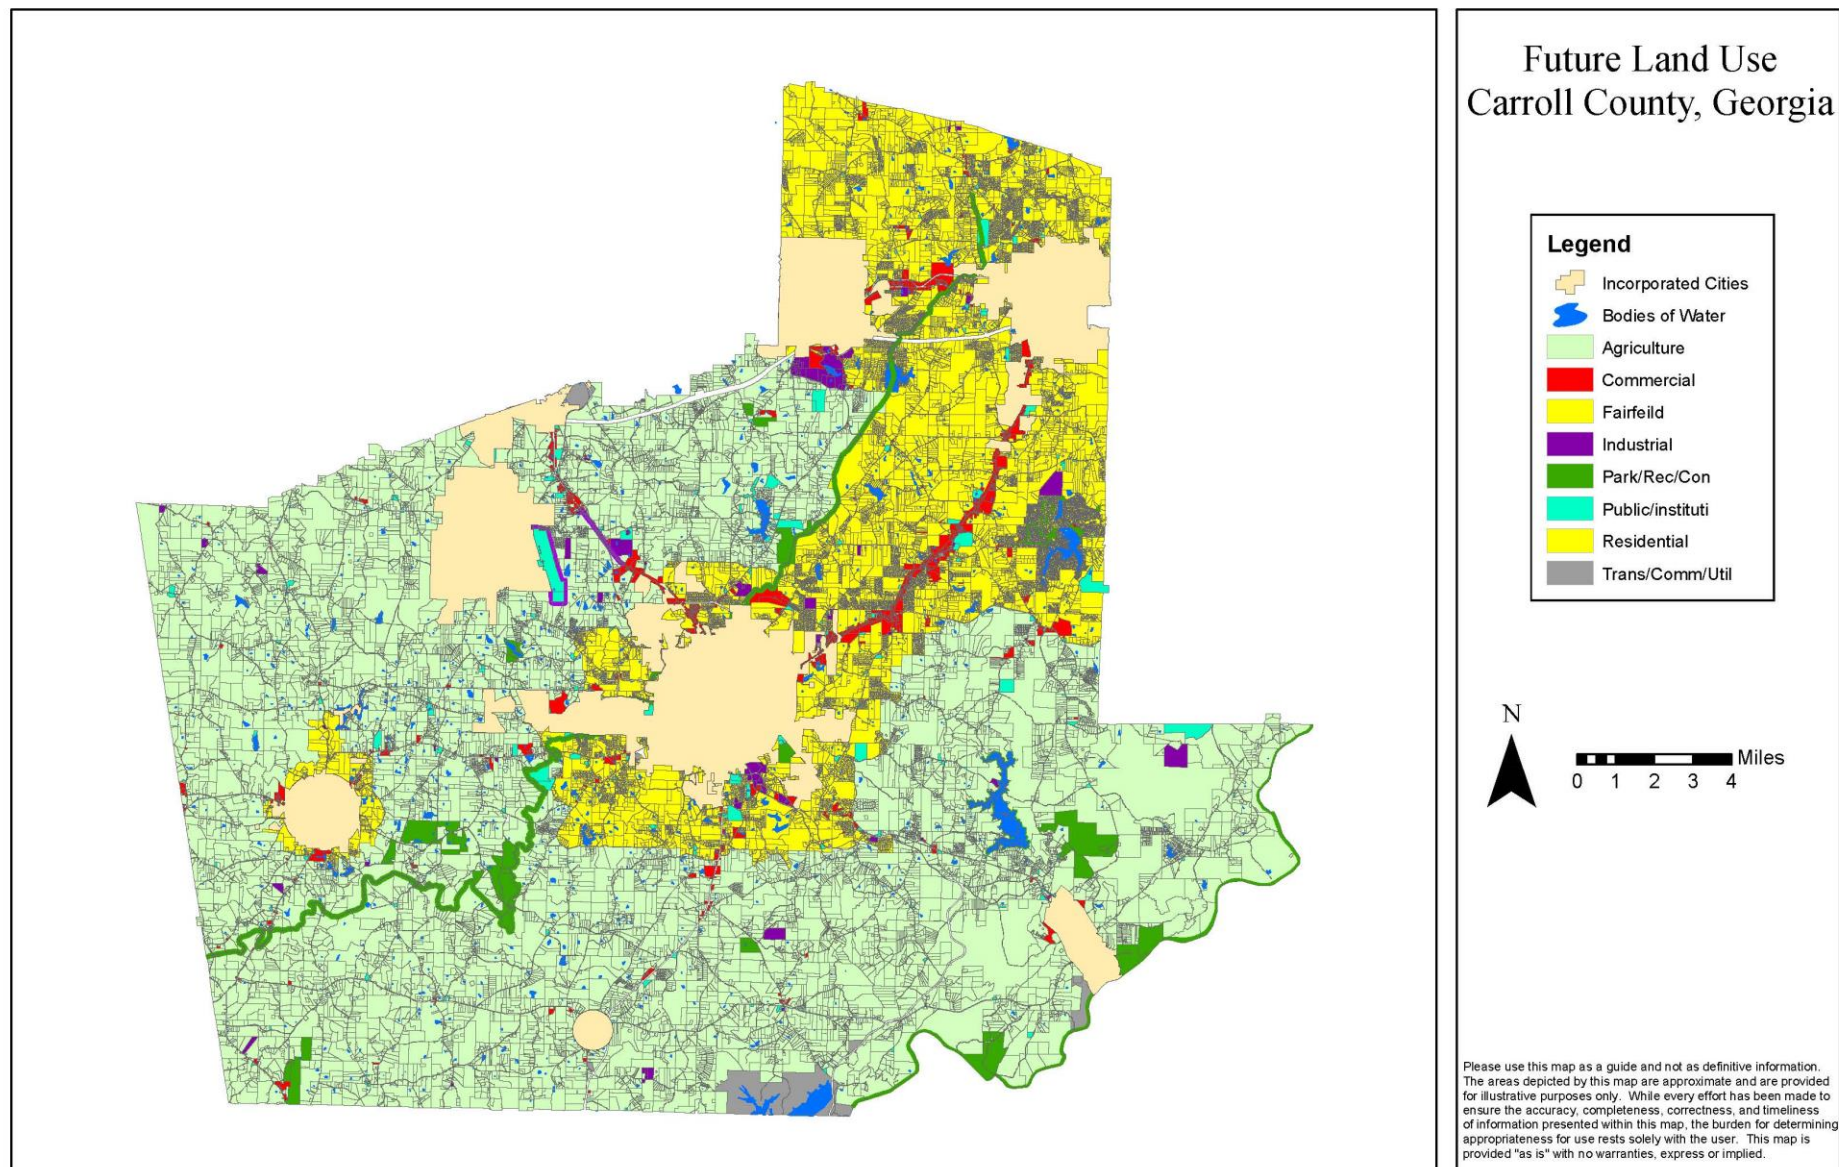 Future Land Use
Carroll County, Georgia
Legend
Incorporated Cities
Bodies of Water
Agriculture
Commercial
Fairfeild
Industrial
Park/Rec/Con
Public/instituti
Residential
Trans/Comm/Util
N
Miles
0 1 2 3 4
Please use this map as a guide and not as definitive information.
The areas depicted by this map are approximate and are provided
for illustrative purposes only. While every effort has been made to
ensure the accuracy, completeness, correctness, and timeliness
of information presented within this map, the burden for determining
appropriateness for use rests solely with the user. This map is
provided "as is" with no warranties, express or implied.